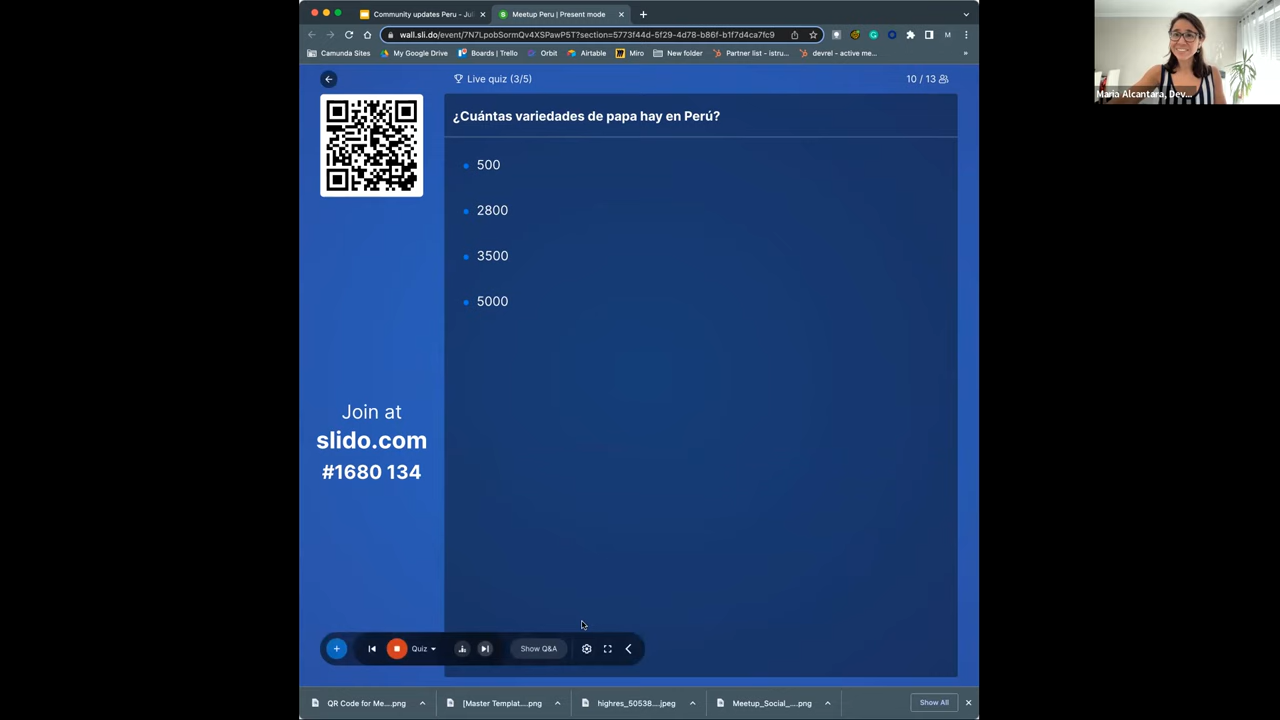 Community updates Peru - Jul
Meetup Peru | Present mode
wall.sli.do/event/7N7LpobSormQv4XSPawP5T?section=5773f44d-5f29-4d78-b86f-b1f7d4ca7fc9
M
Camunda Sites
My Google Drive
Boards | Trello
Orbit
Airtable
Miro
New folder
Partner list - istru...
devrel - active me...
Live quiz (3/5)
10 / 13
¿Cuántas variedades de papa hay en Perú?
500
2800
3500
5000
Join at
slido.com
#1680 134
Quiz
Show Q&A
QR Code for Me....png
[Master Templat....png
highres_50538....jpeg
Meetup_Social_....png
Show All
Maria Alcantara, Dev...